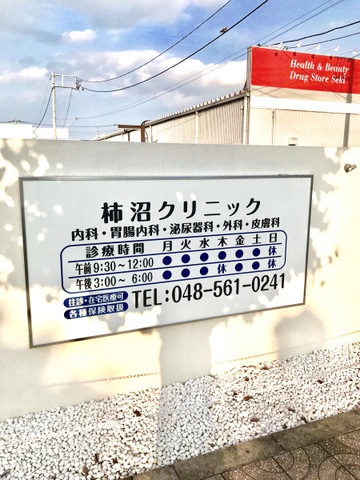 Health & Beauty
Drug Store Seki
柿沼クリニック
内科・胃腸内科・泌尿器科・外科・皮膚科
診療時間 月 火 水 木 金 土 日
午前 9:30~12:00 ● ● ● ● ● ● 休
午後 3:00~ 6:00 ● ● ● 休 ● 休 休
往診・在宅医療可
各種保険取扱
TEL:048-561-0241